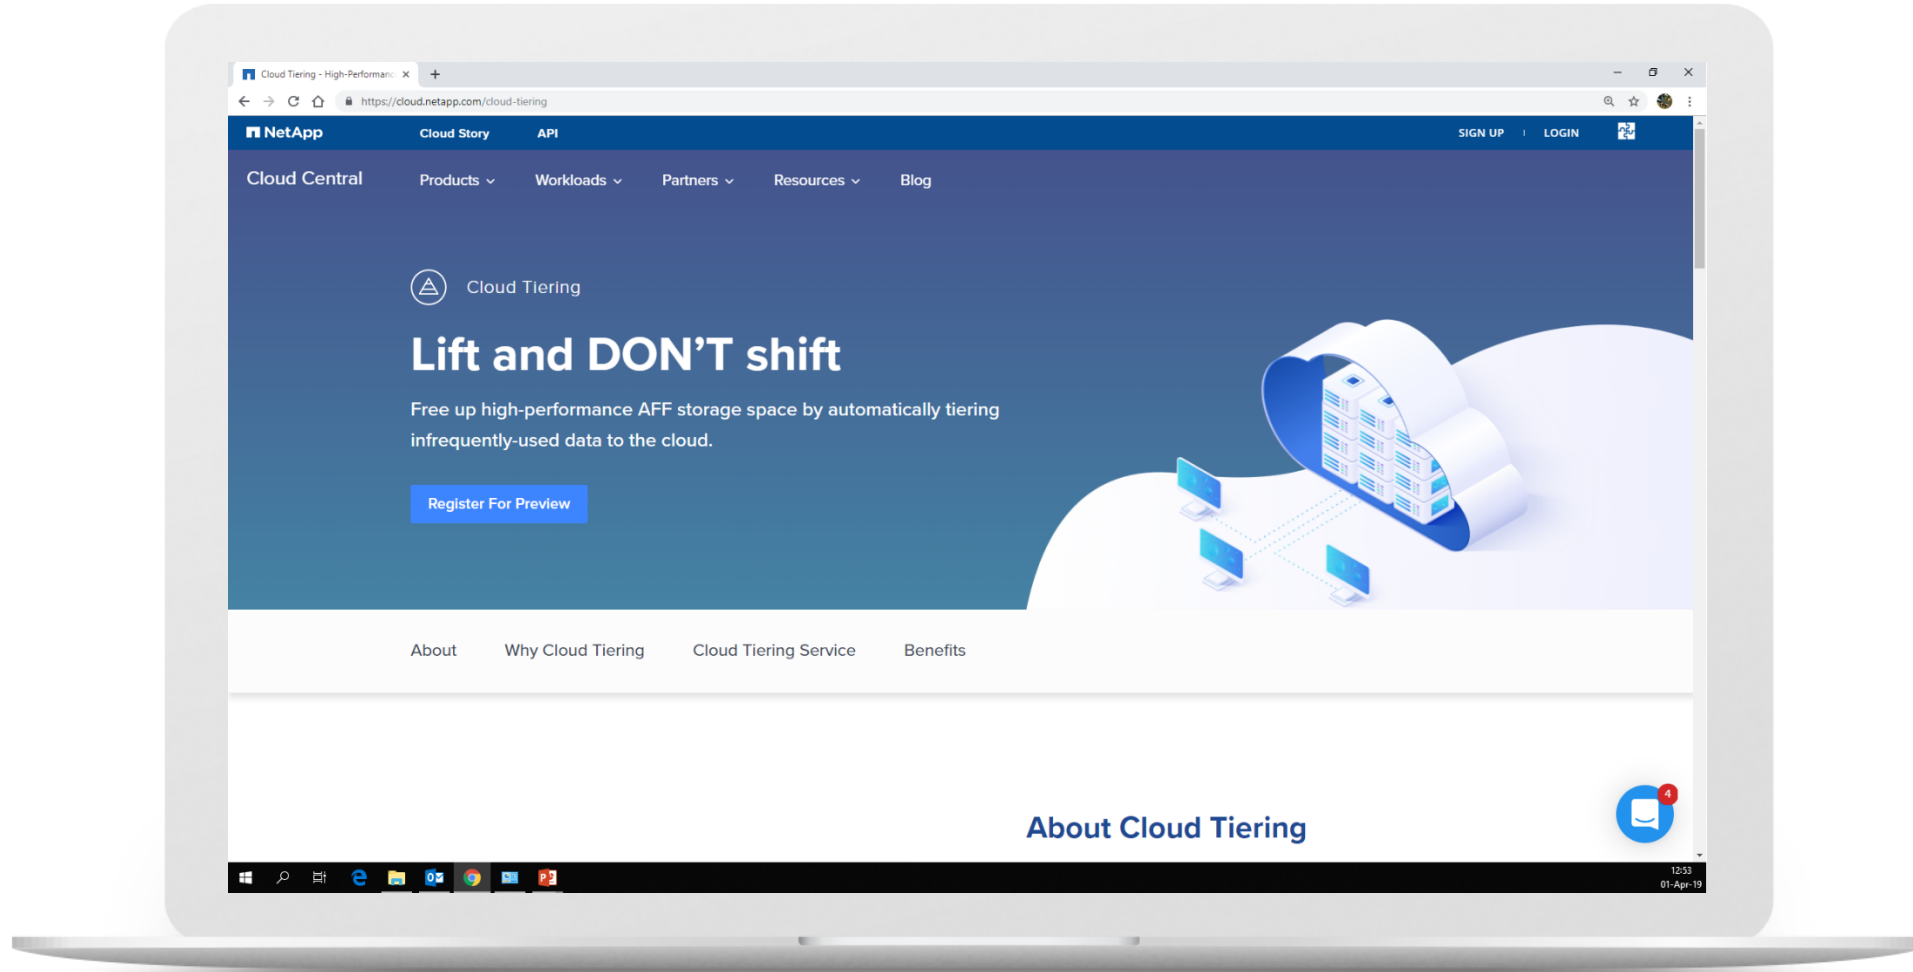 Cloud Tiering - High-Performanc
https://cloud.netapp.com/cloud-tiering
NetApp Cloud Story API SIGN UP LOGIN
Cloud Central Products Workloads Partners Resources Blog
Cloud Tiering
Lift and DON'T shift
Free up high-performance AFF storage space by automatically tiering
infrequently-used data to the cloud.
Register For Preview
About Why Cloud Tiering Cloud Tiering Service Benefits
4
About Cloud Tiering
12:53
01-Apr-19